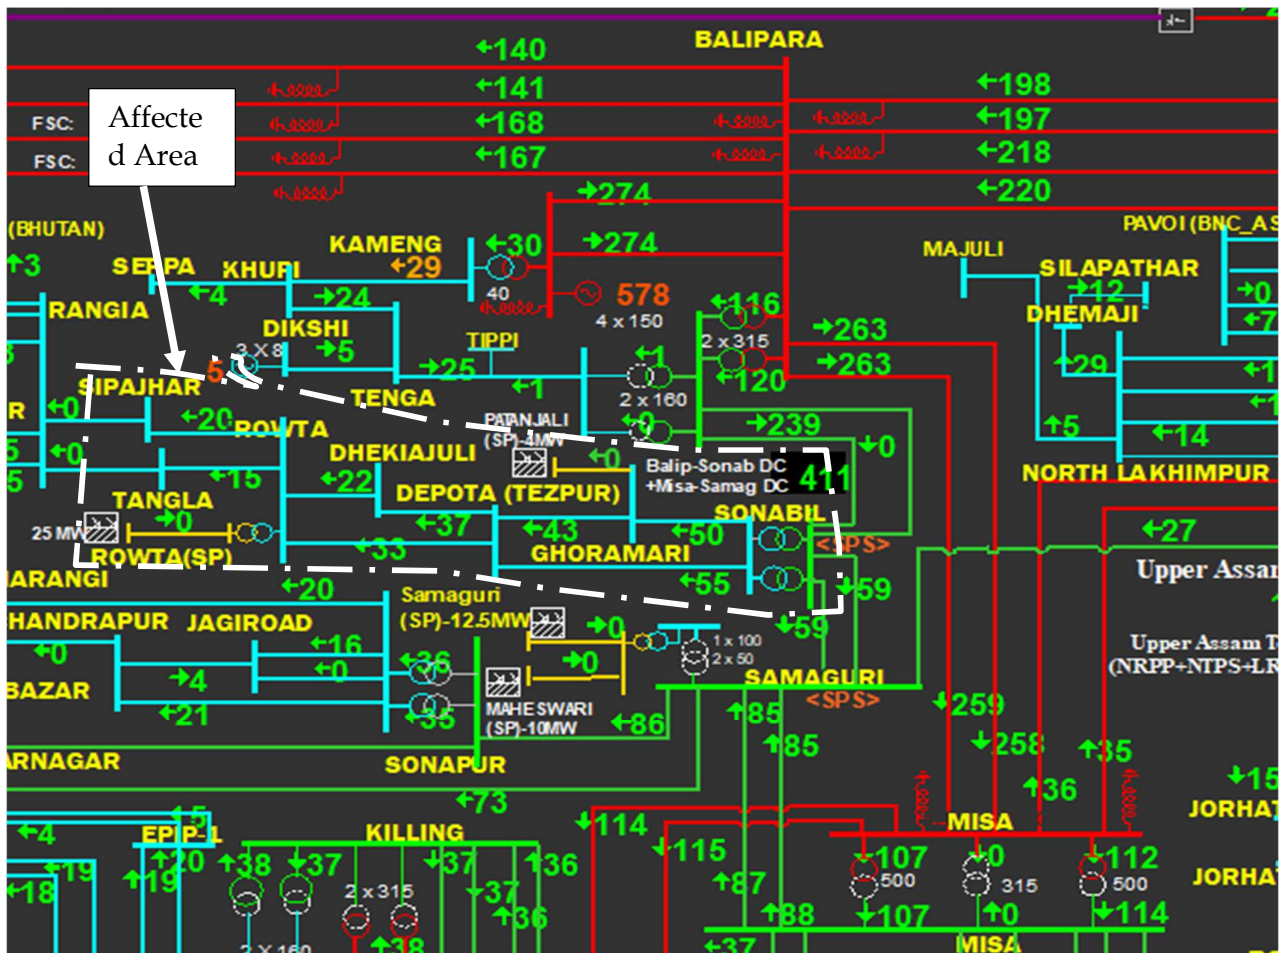 BALIPARA
←140
←198
←141
Affecte
d Area
FSC:
←168
←197
FSC:
←167
←218
→274
←220
(BHUTAN)
PAVOI (BNC_AS
KAMENG
←30
→274
MAJULI
↑3
SEPPA
KHUPI
←29
SILAPATHAR
←4
→24
40
578
4 x 150
←116
→12
→0
RANGIA
DHEMAJI
DIKSHI
TIPPI
2 x 315
→263
←7
3 X 8
→5
←1
→263
↑29
5
→25
←1
←120
SIPAJHAR
TENGA
2 x 160
←0
←20
PATANJALI
(SP)-4MW
→239
↓0
↑5
←14
R
ROWTA
←0
DHEKIAJULI
←0
Balip-Sonab DC
+Misa-Samag DC
411
←15
←22
DEPOTA (TEZPUR)
NORTH LAKHIMPUR
TANGLA
SONABIL
→0
←37
←43
←50
←27
25 MW
<SPS>
ROWTA(SP)
←33
GHORAMARI
Upper Assar
IARANGI
←20
←55
↓59
Samaguri
(SP)-12.5MW
→0
↓59
HANDRAPUR
JAGIROAD
1 x 100
2 x 50
Upper Assam T
(NRPP+NTPS+LR
←0
←16
→0
→4
←0
←36
SAMAGURI
BAZAR
<SPS>
←21
←35
MAHESWARI
(SP)-10MW
←86
↑85
↓259
↑85
↓258
↑35
ARNAGAR
SONAPUR
↓15
↑36
←73
JORHAT
←5
↓114
MISA
←4
EPIP-1
KILLING
↑20
↑38
↓37
↓37
↑36
↓115
↓107
↓0
↓112
←19
↑19
500
315
500
JORHAT
←18
2 x 315
↓37
↑87
↑36
↑88
↓107
↑0
↓114
↑38
←37
MISA
2 X 160